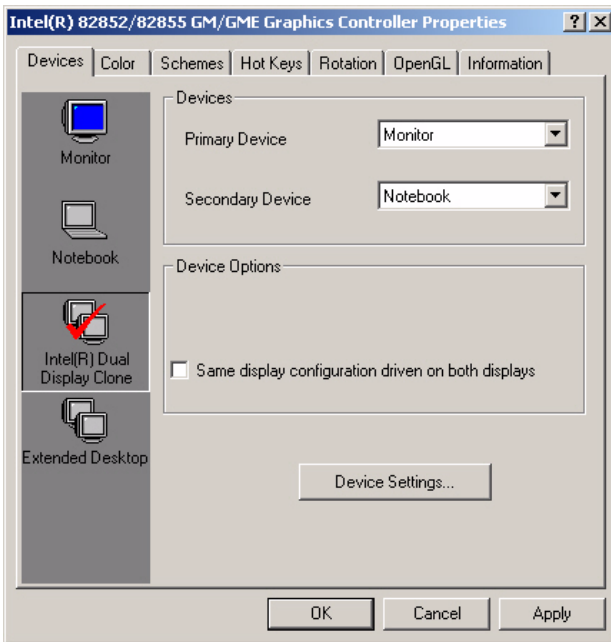 Intel(R) 82852/82855 GM/GME Graphics Controller Properties
Devices Color Schemes Hot Keys Rotation OpenGL Information
Monitor
Notebook
Intel(R) Dual
Display Clone
Extended Desktop
Devices
Primary Device Monitor
Secondary Device Notebook
Device Options
Same display configuration driven on both displays
Device Settings...
OK Cancel Apply